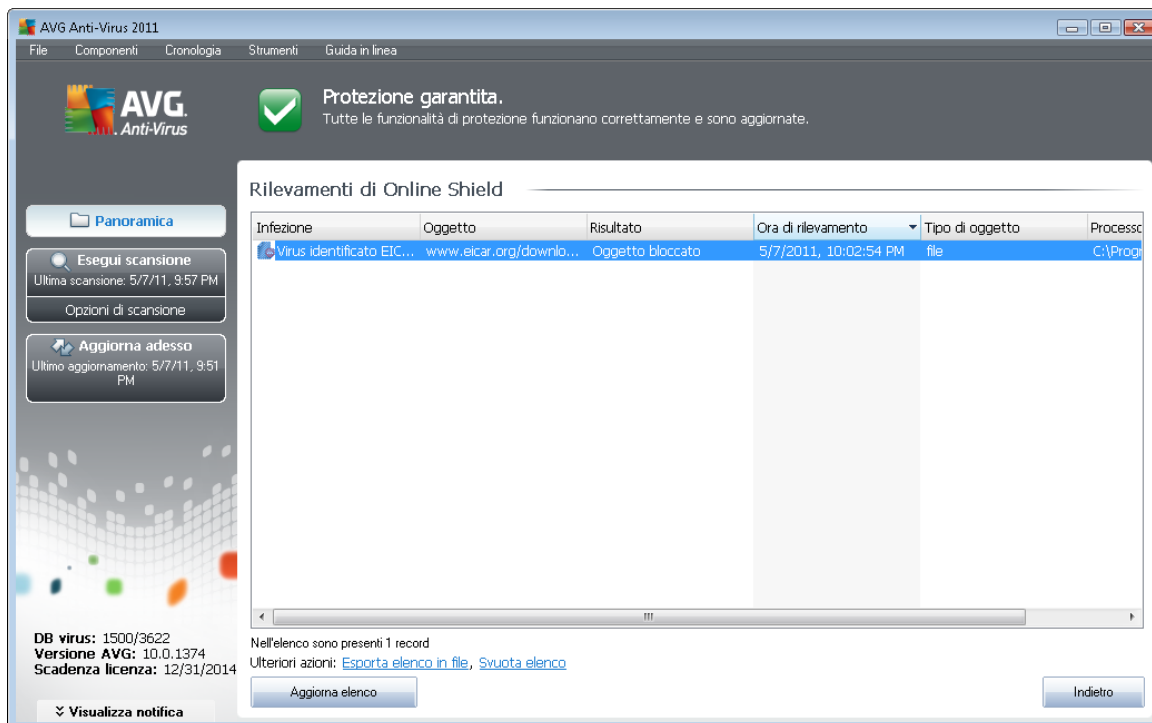 AVG Anti-Virus 2011
File Componenti Cronologia Strumenti Guida in linea
AVG.
Anti-Virus
Protezione garantita.
Tutte le funzionalità di protezione funzionano correttamente e sono aggiornate.
Panoramica
Esegui scansione
Ultima scansione: 5/7/11, 9:57 PM
Opzioni di scansione
Aggiorna adesso
Ultimo aggiornamento: 5/7/11, 9:51
PM
DB virus: 1500/3622
Versione AVG: 10.0.1374
Scadenza licenza: 12/31/2014
Visualizza notifica
Rilevamenti di Online Shield
Infezione Oggetto Risultato Ora di rilevamento Tipo di oggetto Processo
Virus identificato EIC... www.eicar.org/downlo... Oggetto bloccato 5/7/2011, 10:02:54 PM file C:\Progr
Nell'elenco sono presenti 1 record
Ulteriori azioni: Esporta elenco in file, Svuota elenco
Aggiorna elenco Indietro